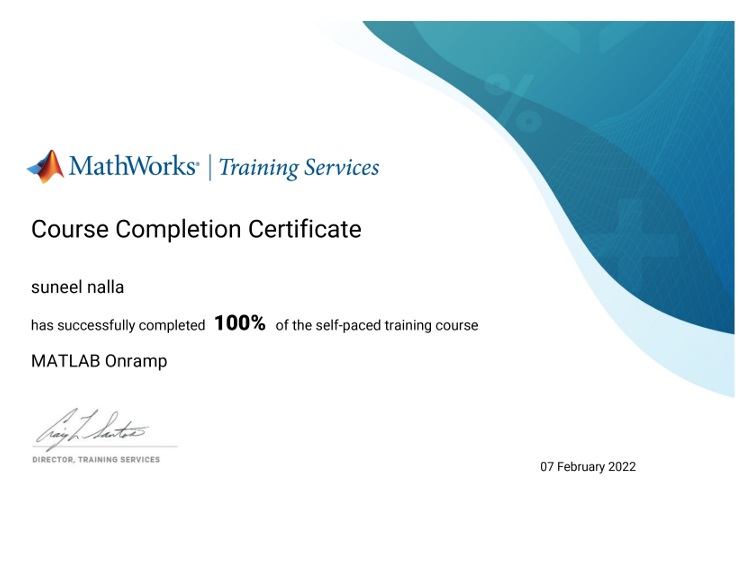 MathWorks® | Training Services
Course Completion Certificate
suneel nalla
has successfully completed 100% of the self-paced training course
MATLAB Onramp
Craig L. Santos
DIRECTOR, TRAINING SERVICES
07 February 2022